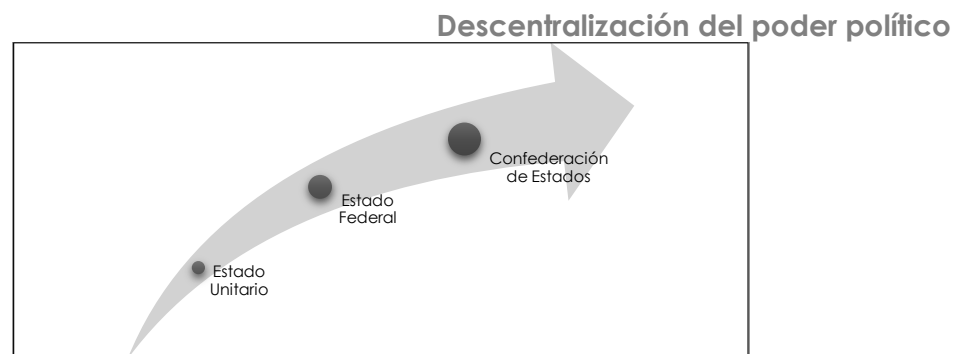 Descentralización del poder político
Confederación
de Estados
Estado
Federal
Estado
Unitario